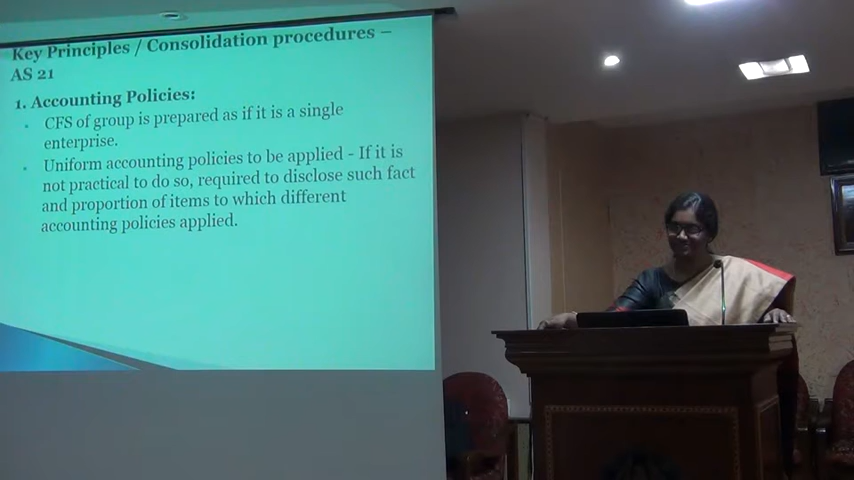 Key Principles / Consolidation procedures –
AS 21
1. Accounting Policies:
• CFS of group is prepared as if it is a single
enterprise.
• Uniform accounting policies to be applied - If it is
not practical to do so, required to disclose such fact
and proportion of items to which different
accounting policies applied.